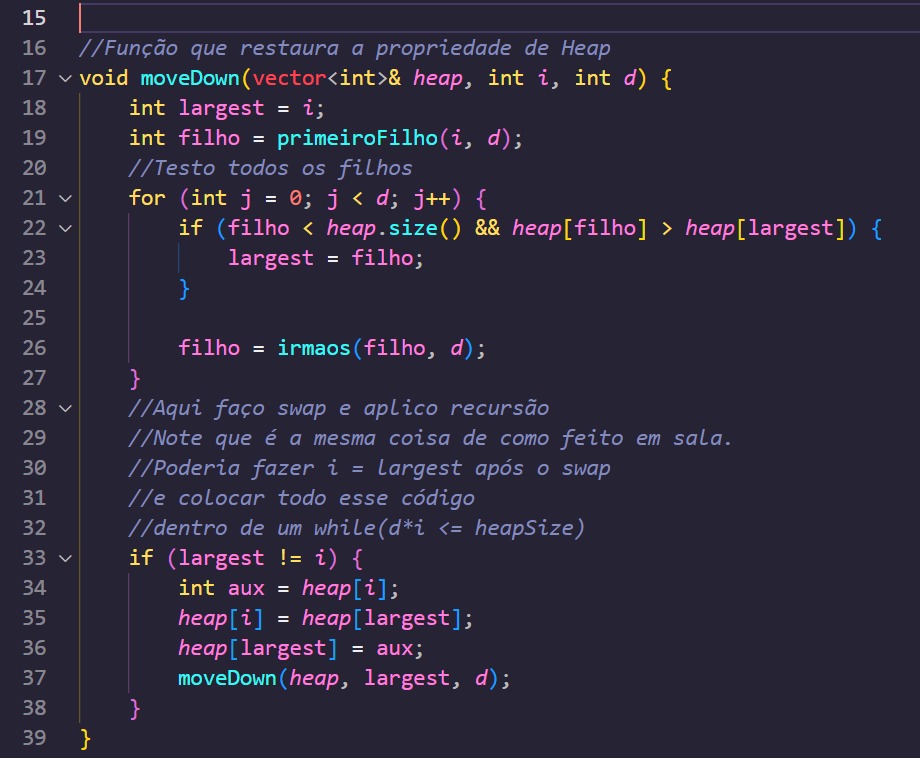 15
16 //Função que restaura a propriedade de Heap
17 void moveDown(vector<int>& heap, int i, int d) {
18     int largest = i;
19     int filho = primeiroFilho(i, d);
20     //Testo todos os filhos
21     for (int j = 0; j < d; j++) {
22         if (filho < heap.size() && heap[filho] > heap[largest]) {
23             largest = filho;
24         }
25
26         filho = irmaos(filho, d);
27     }
28     //Aqui faço swap e aplico recursão
29     //Note que é a mesma coisa de como feito em sala.
30     //Poderia fazer i = largest após o swap
31     //e colocar todo esse código
32     //dentro de um while(d*i <= heapSize)
33     if (largest != i) {
34         int aux = heap[i];
35         heap[i] = heap[largest];
36         heap[largest] = aux;
37         moveDown(heap, largest, d);
38     }
39 }